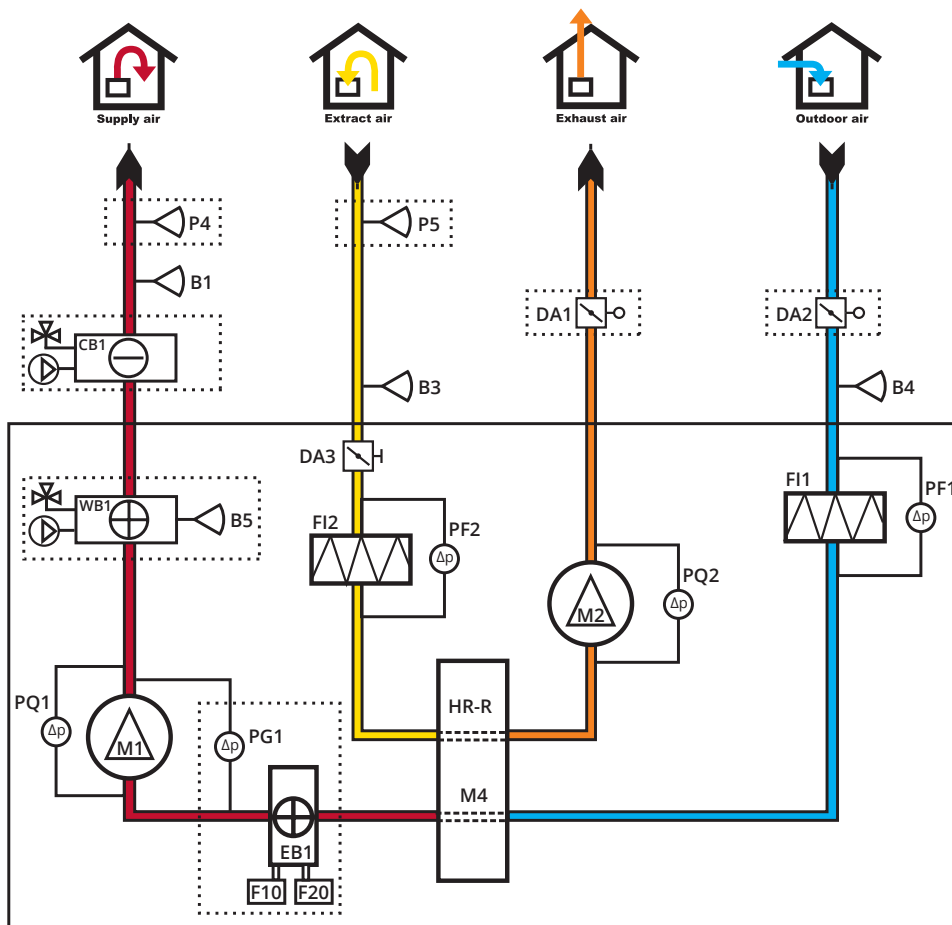 Supply air
Extract air
Exhaust air
Outdoor air
P4
P5
B1
DA1
DA2
CB1
B3
B4
DA3
WB1
B5
FI2
PF2
FI1
PF1
Δp
Δp
PQ2
M2
Δp
PQ1
Δp
M1
PG1
Δp
HR-R
M4
EB1
F10
F20